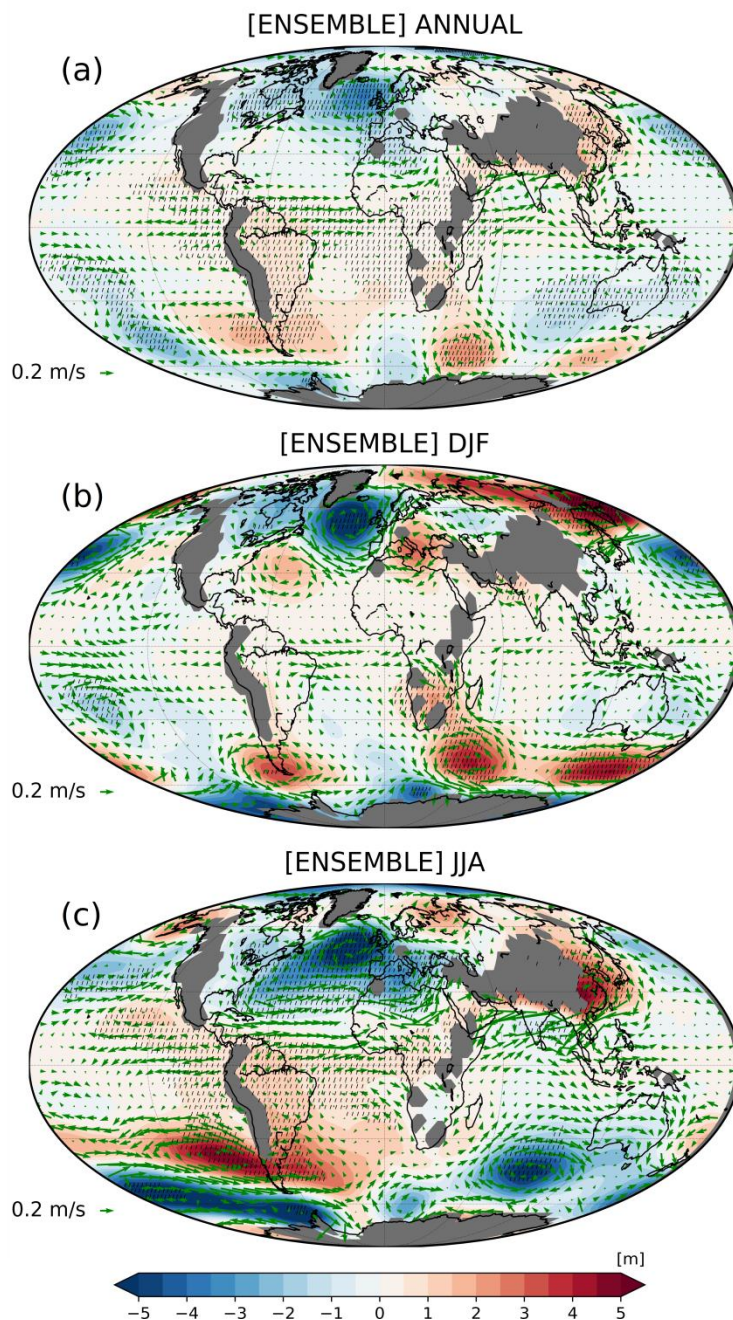 [ENSEMBLE] ANNUAL
(a)
0.2 m/s
[ENSEMBLE] DJF
(b)
0.2 m/s
[ENSEMBLE] JJA
(c)
0.2 m/s
[m]
−5 −4 −3 −2 −1 0 1 2 3 4 5